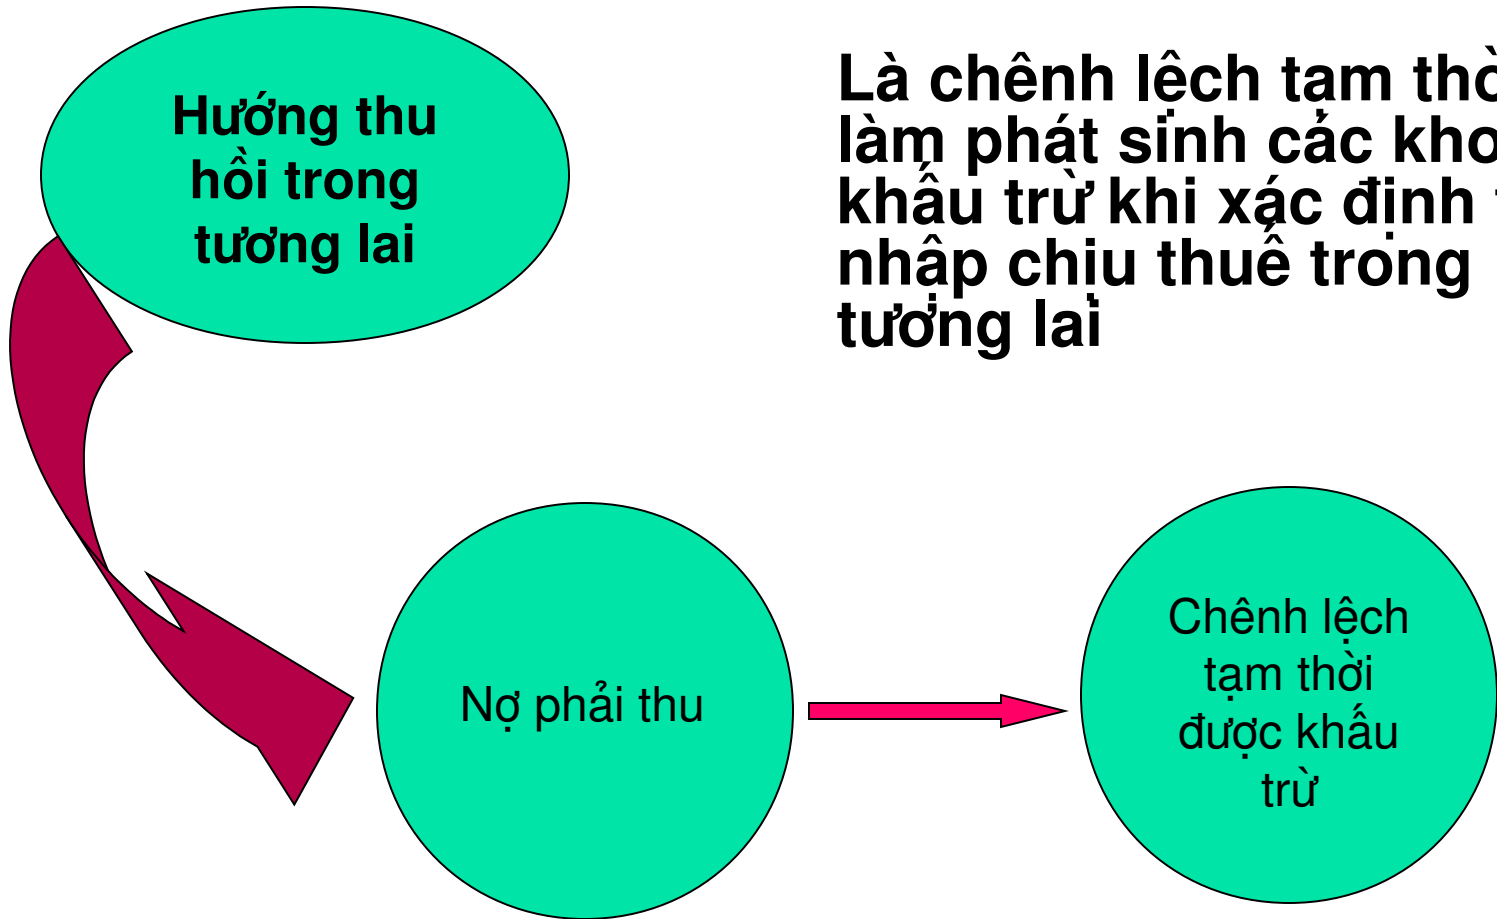 Hướng thu
hồi trong
tương lai
Là chênh lệch tạm
làm phát sinh các
khấu trừ khi xác định
nhập chịu thuế trong
tương lai
Nợ phải thu
Chênh lệch
tạm thời
được khấu
trừ